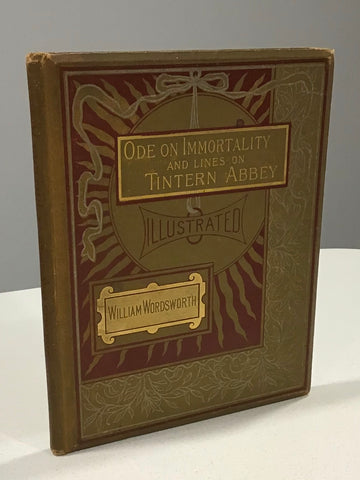 ODE ON IMMORTALITY
AND LINES ON
TINTERN ABBEY
ILLUSTRATED
WILLIAM WORDSWORTH